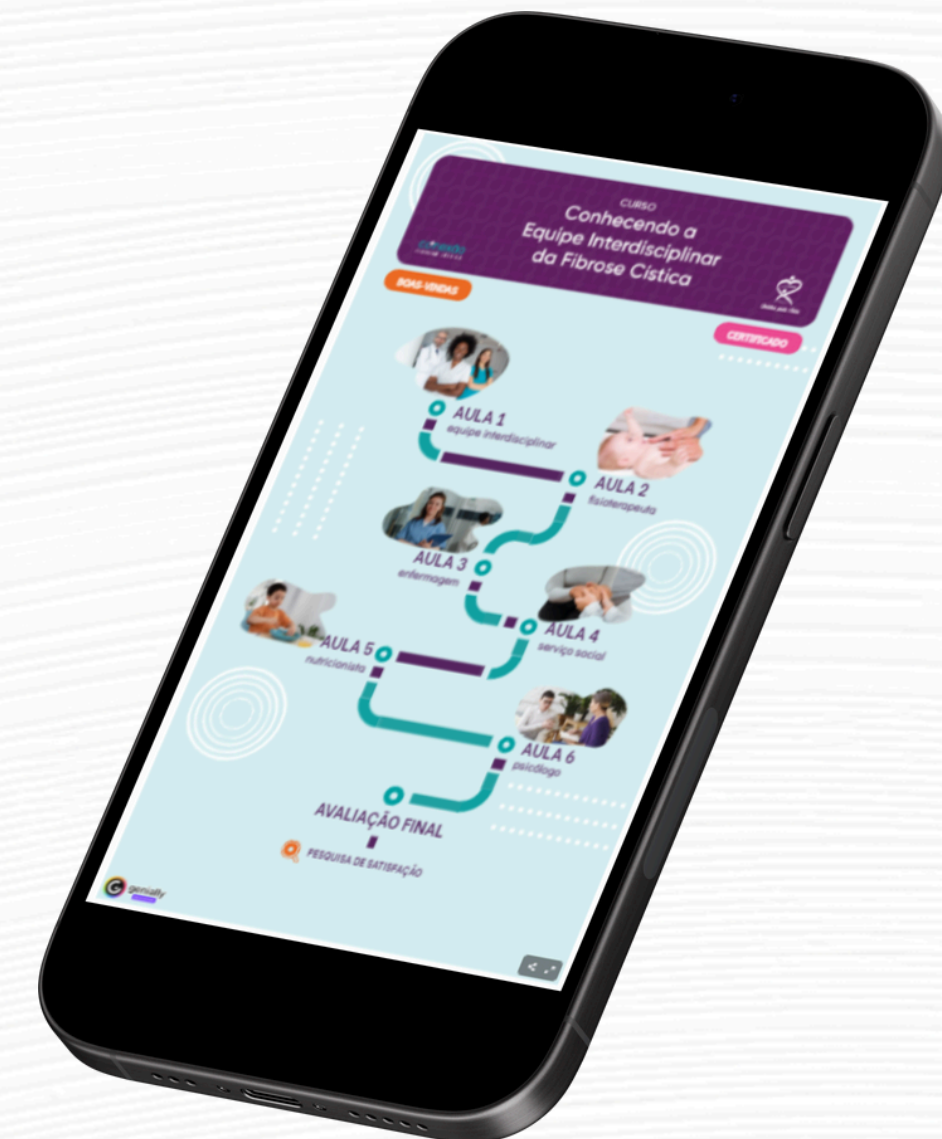 CURSO
Conhecendo a
Equipe Interdisciplinar
da Fibrose Cística
BOAS-VINDAS
CERTIFICADO
AULA 1
equipe interdisciplinar
AULA 2
fisioterapeuta
AULA 3
enfermagem
AULA 4
serviço social
AULA 5
nutricionista
AULA 6
psicólogo
AVALIAÇÃO FINAL
PESQUISA DE SATISFAÇÃO
G genially